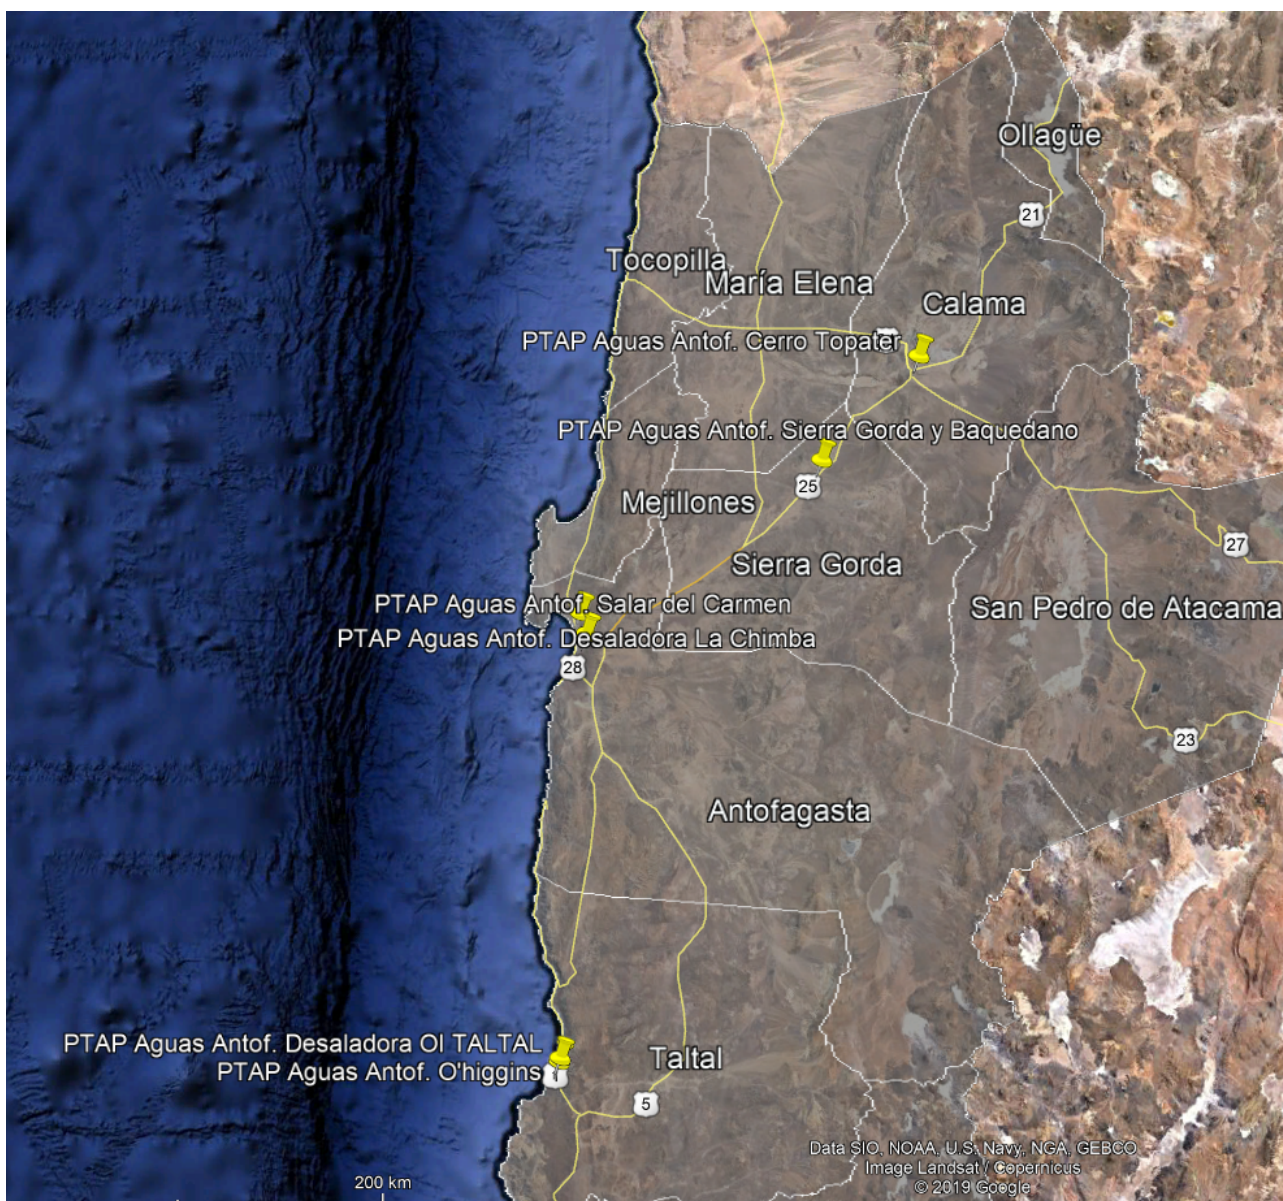 Ollagüe
21
Tocopilla
María Elena
Calama
PTAP Aguas Antof. Cerro Topater
PTAP Aguas Antof. Sierra Gorda y Baquedano
25
Mejillones
27
Sierra Gorda
PTAP Aguas Antof. Salar del Carmen
San Pedro de Atacama
PTAP Aguas Antof. Desaladora La Chimba
28
23
Antofagasta
PTAP Aguas Antof. Desaladora OI TALTAL
Taltal
PTAP Aguas Antof. O'higgins
1
5
Data SIO, NOAA, U.S. Navy, NGA, GEBCO
Image Landsat / Copernicus
200 km
© 2019 Google